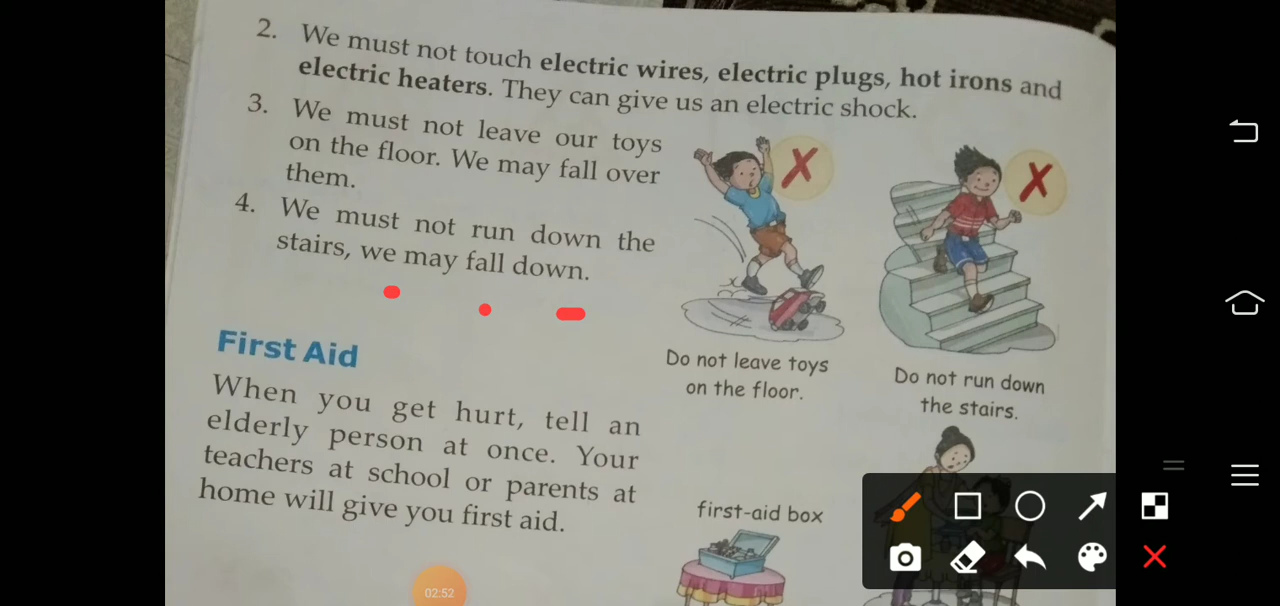 2. We must not touch electric wires, electric plugs, hot irons and
electric heaters. They can give us an electric shock.
3. We must not leave our toys
on the floor. We may fall over
them.
4. We must not run down the
stairs, we may fall down.
Do not leave toys
on the floor.
Do not run down
the stairs.
First Aid
When you get hurt, tell an
elderly person at once. Your
teachers at school or parents at
home will give you first aid.
first-aid box
02:52